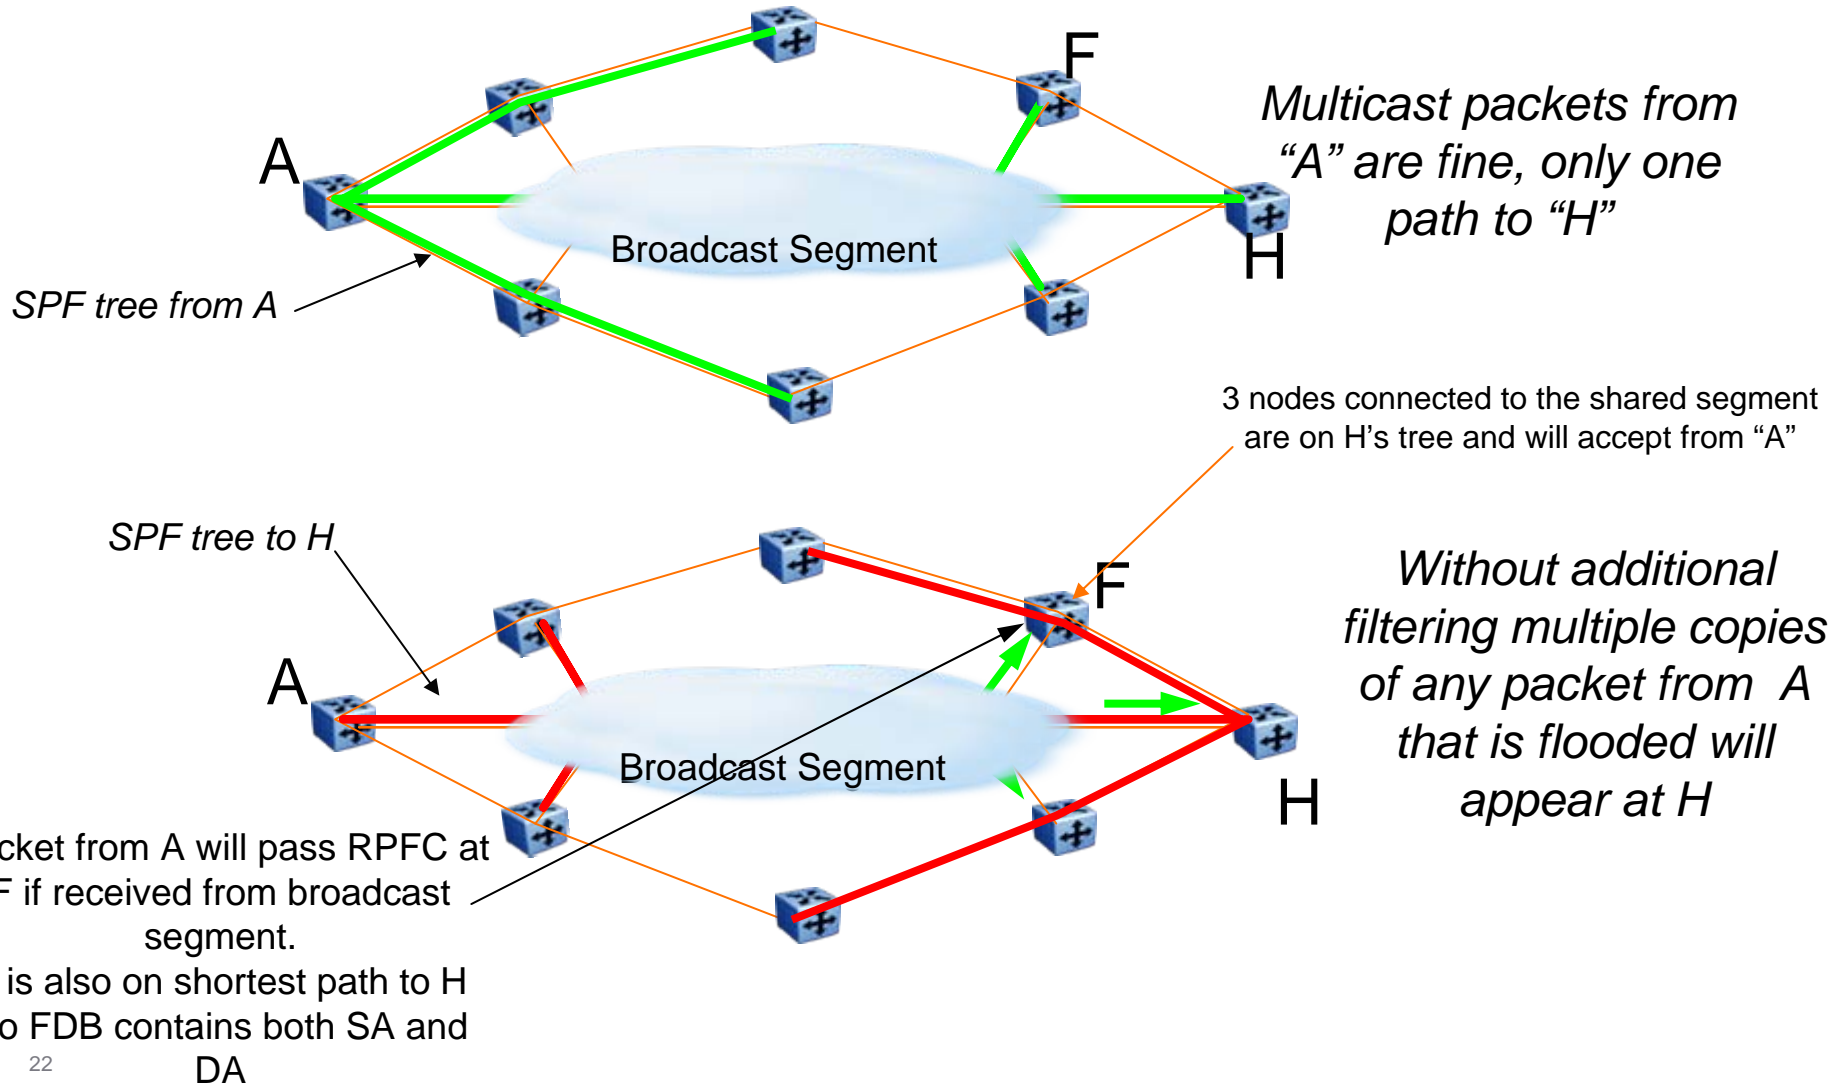 F
Multicast packets from
“A” are fine, only one
path to “H”
A
Broadcast Segment
H
SPF tree from A
3 nodes connected to the shared segment
are on H’s tree and will accept from “A”
SPF tree to H
F
Without additional
filtering multiple copies
of any packet from A
that is flooded will
appear at H
A
Broadcast Segment
H
cket from A will pass RPFC at
F if received from broadcast
segment.
is also on shortest path to H
o FDB contains both SA and
DA
22